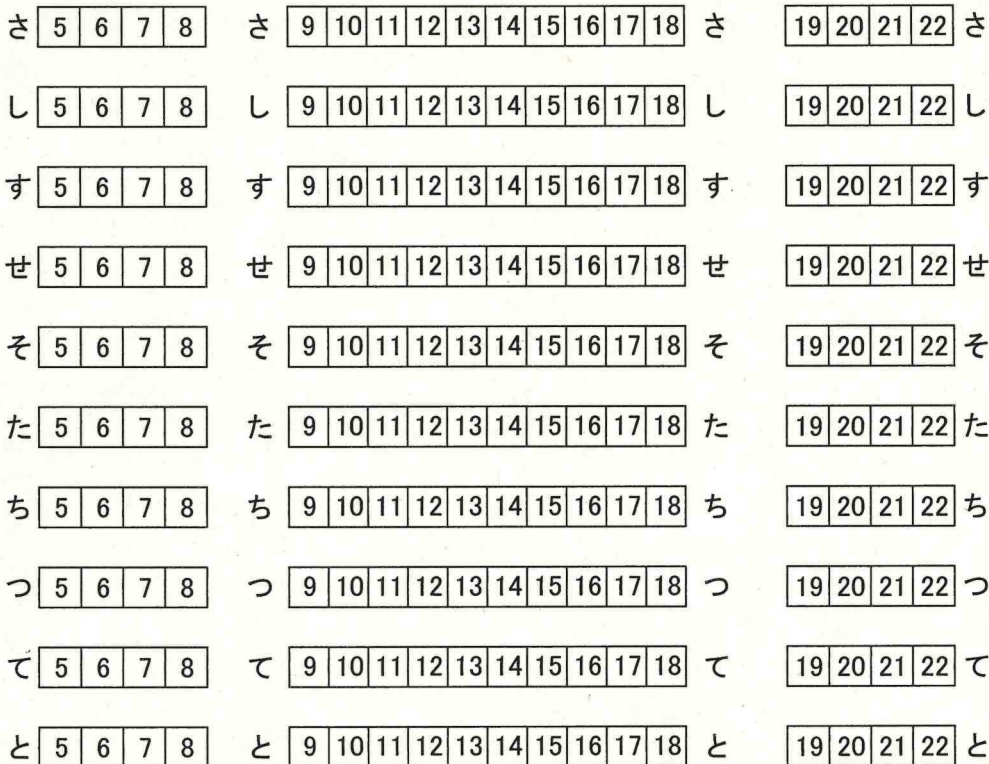 さ 5 6 7 8 さ 9 10 11 12 13 14 15 16 17 18 さ 19 20 21 22 さ
し 5 6 7 8 し 9 10 11 12 13 14 15 16 17 18 し 19 20 21 22 し
す 5 6 7 8 す 9 10 11 12 13 14 15 16 17 18 す 19 20 21 22 す
せ 5 6 7 8 せ 9 10 11 12 13 14 15 16 17 18 せ 19 20 21 22 せ
そ 5 6 7 8 そ 9 10 11 12 13 14 15 16 17 18 そ 19 20 21 22 そ
た 5 6 7 8 た 9 10 11 12 13 14 15 16 17 18 た 19 20 21 22 た
ち 5 6 7 8 ち 9 10 11 12 13 14 15 16 17 18 ち 19 20 21 22 ち
つ 5 6 7 8 つ 9 10 11 12 13 14 15 16 17 18 つ 19 20 21 22 つ
て 5 6 7 8 て 9 10 11 12 13 14 15 16 17 18 て 19 20 21 22 て
と 5 6 7 8 と 9 10 11 12 13 14 15 16 17 18 と 19 20 21 22 と